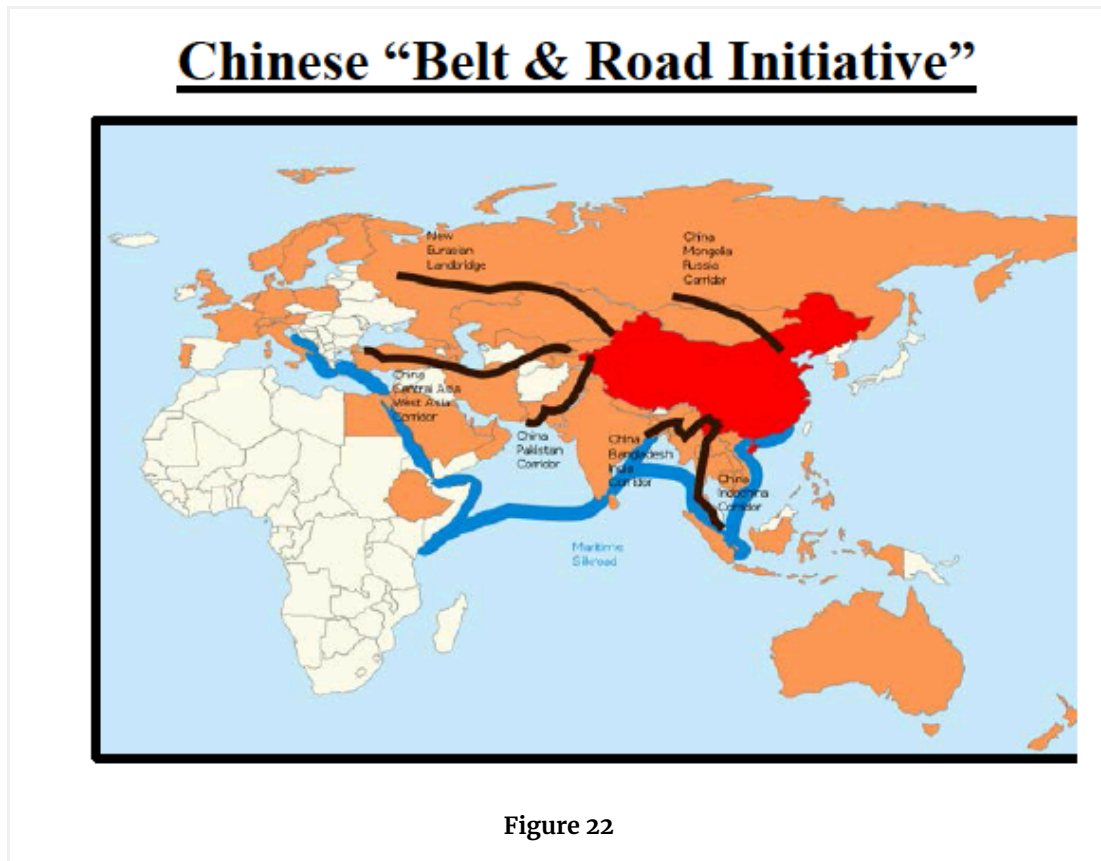 Chinese “Belt & Road Initiative”
New
Eurasian
Landbridge
China
Mongolia
Russia
Corridor
China
Central Asia
West Asia
Corridor
China
Pakistan
Corridor
China
Bangladesh
India
Corridor
China
Indochina
Corridor
Maritime
Silkroad
Figure 22